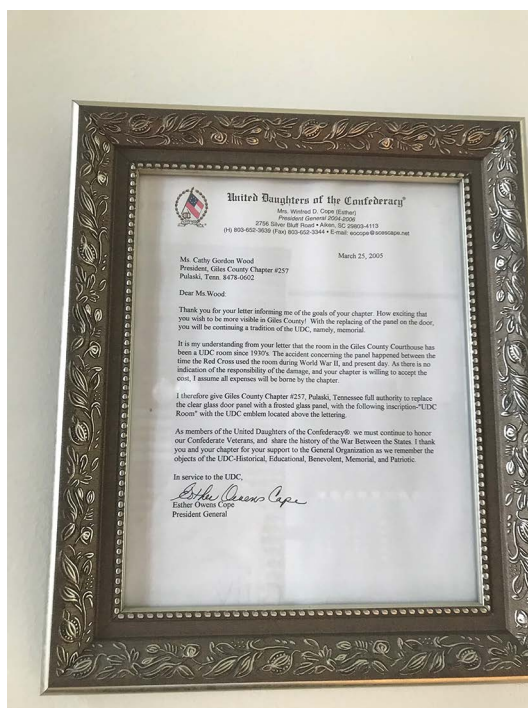 United Daughters of the Confederacy®
Mrs. Winfred D. Cope (Esther)
President General 2004-2006
2756 Silver Bluff Road • Aiken, SC 29803-4113
(H) 803-652-3639 (Fax) 803-652-3344 • E-mail: eocope@scescape.net
March 25, 2005
Ms. Cathy Gordon Wood
President, Giles County Chapter #257
Pulaski, Tenn. 8478-0602
Dear Ms.Wood:
Thank you for your letter informing me of the goals of your chapter. How exciting that
you wish to be more visible in Giles County! With the replacing of the panel on the door,
you will be continuing a tradition of the UDC, namely, memorial.
It is my understanding from your letter that the room in the Giles County Courthouse has
been a UDC room since 1930's. The accident concerning the panel happened between the
time the Red Cross used the room during World War II, and present day. As there is no
indication of the responsibility of the damage, and your chapter is willing to accept the
cost, I assume all expenses will be borne by the chapter.
I therefore give Giles County Chapter #257, Pulaski, Tennessee full authority to replace
the clear glass door panel with a frosted glass panel, with the following inscription-"UDC
Room" with the UDC emblem located above the lettering.
As members of the United Daughters of the Confederacy® we must continue to honor
our Confederate Veterans, and share the history of the War Between the States. I thank
you and your chapter for your support to the General Organization as we remember the
objects of the UDC-Historical, Educational, Benevolent, Memorial, and Patriotic.
In service to the UDC,
Esther Owens Cope
Esther Owens Cope
President General